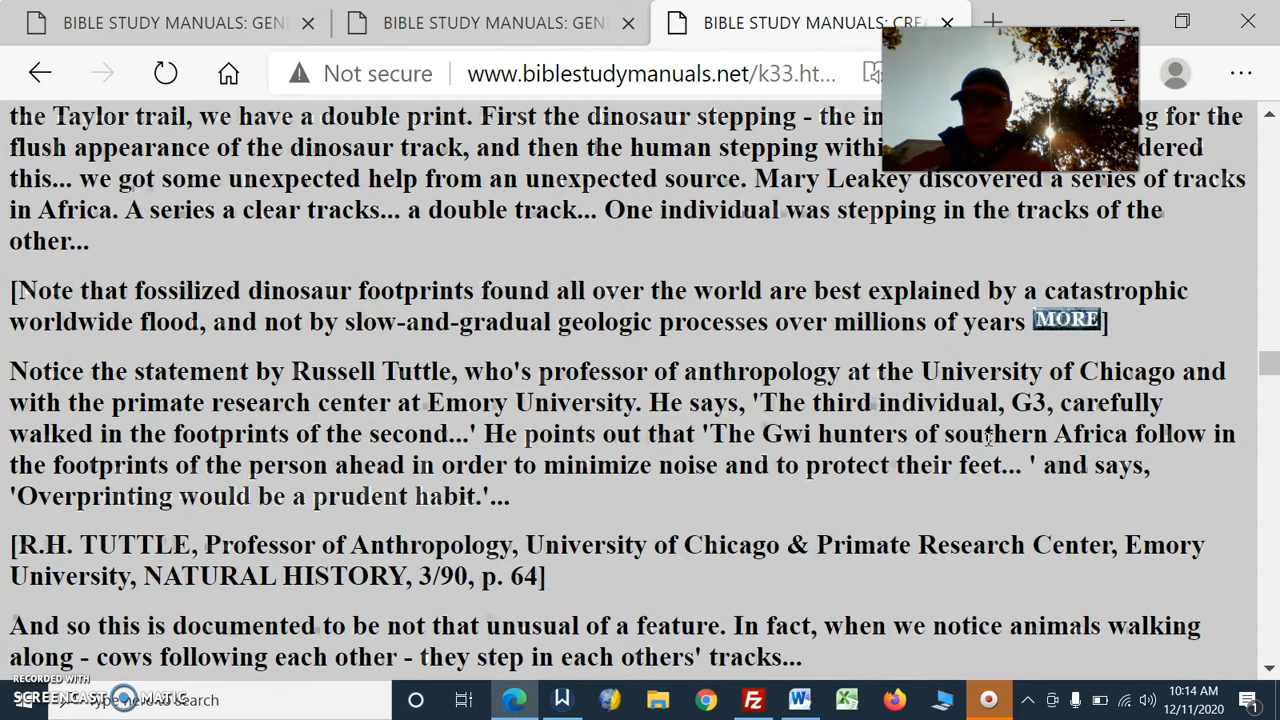 BIBLE STUDY MANUALS: GEN
BIBLE STUDY MANUALS: GEN
BIBLE STUDY MANUALS: CRE
Not secure
www.biblestudymanuals.net/k33.ht...
the Taylor trail, we have a double print. First the dinosaur stepping - the in g for the
flush appearance of the dinosaur track, and then the human stepping with dered
this... we got some unexpected help from an unexpected source. Mary Leakey discovered a series of tracks
in Africa. A series a clear tracks... a double track... One individual was stepping in the tracks of the
other...
[Note that fossilized dinosaur footprints found all over the world are best explained by a catastrophic
worldwide flood, and not by slow-and-gradual geologic processes over millions of years MORE]
Notice the statement by Russell Tuttle, who's professor of anthropology at the University of Chicago and
with the primate research center at Emory University. He says, 'The third individual, G3, carefully
walked in the footprints of the second...' He points out that 'The Gwi hunters of southern Africa follow in
the footprints of the person ahead in order to minimize noise and to protect their feet... ' and says,
'Overprinting would be a prudent habit.'...
[R.H. TUTTLE, Professor of Anthropology, University of Chicago & Primate Research Center, Emory
University, NATURAL HISTORY, 3/90, p. 64]
And so this is documented to be not that unusual of a feature. In fact, when we notice animals walking
along - cows following each other - they step in each others' tracks...
RECORDED WITH
SCREENCAST MATIC
Type here to search
10:14 AM
12/11/2020
1